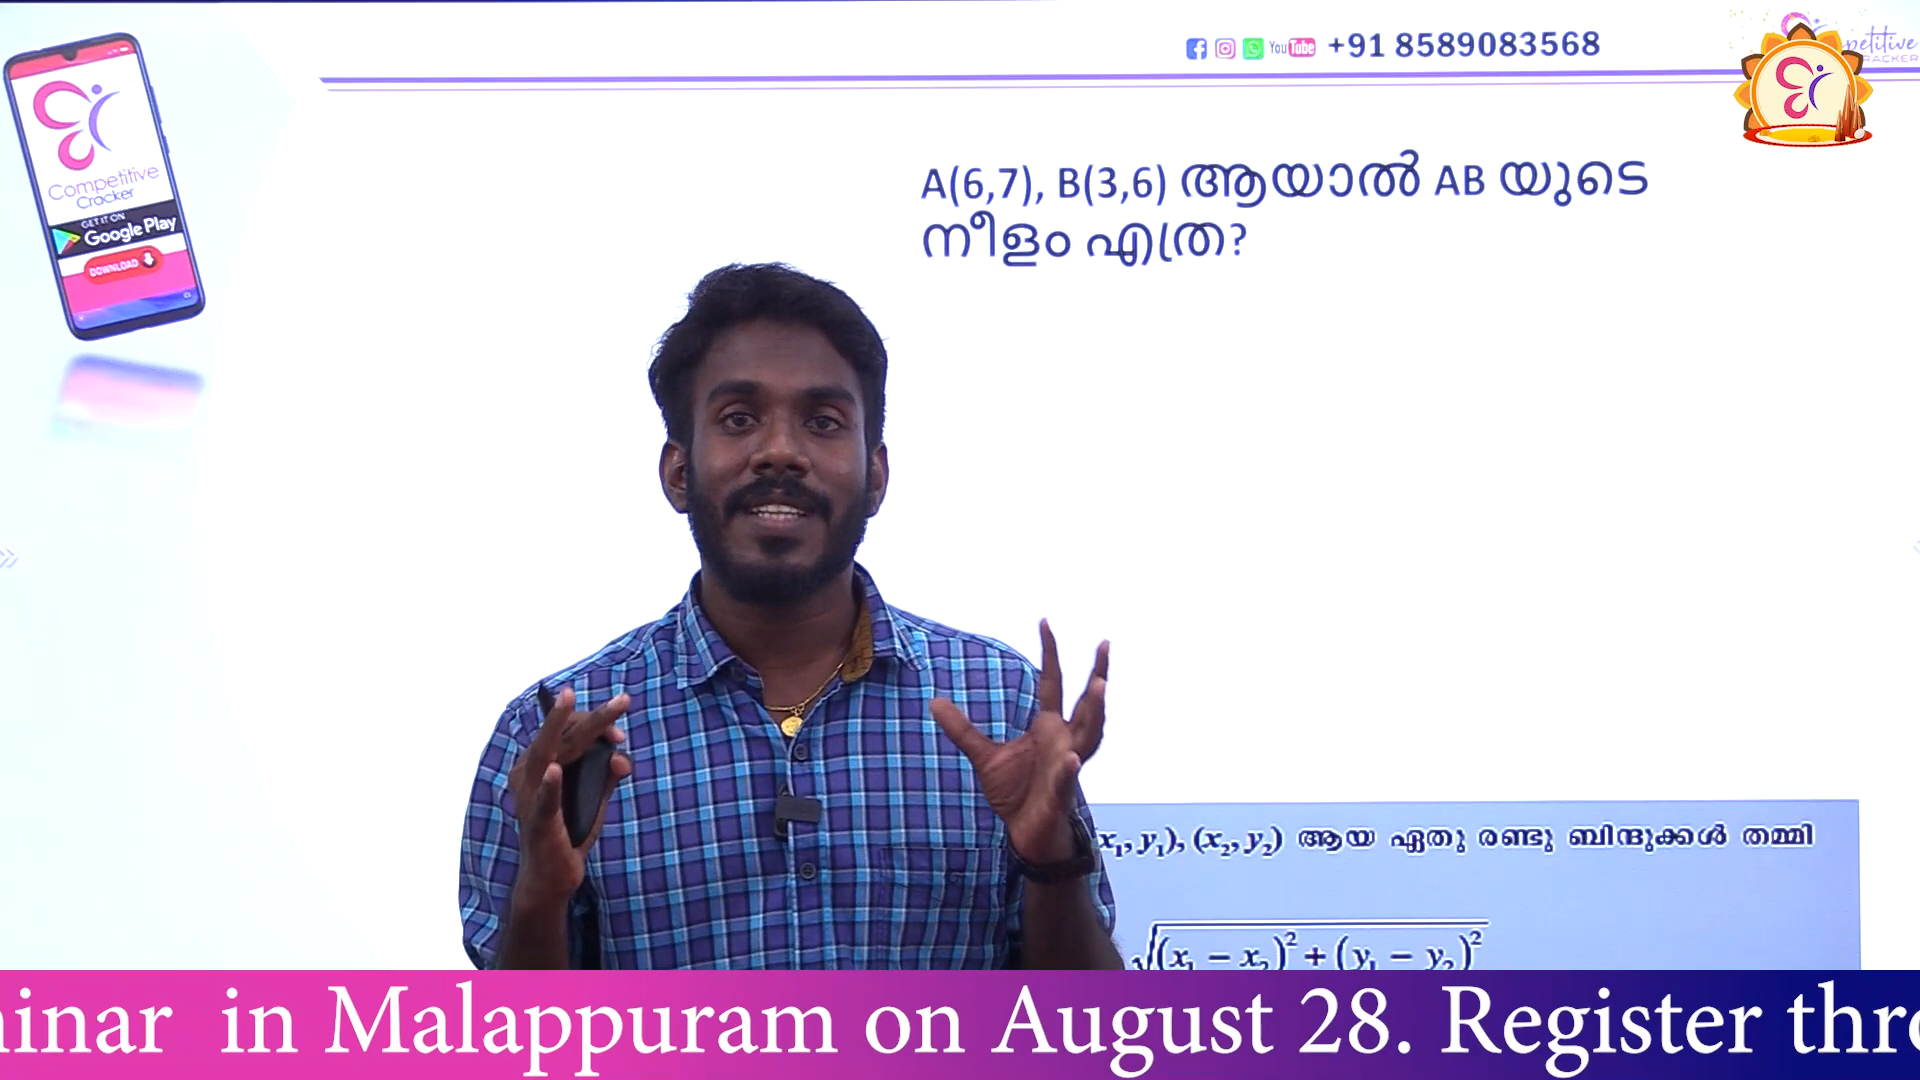 Competitive
Cracker
GET IT ON
Google Play
DOWNLOAD
You Tube +91 8589083568
A(6,7), B(3,6) ആയാൽ AB യുടെ
നീളം എത്ര?
x₁, y₁), (x₂, y₂) ആയ ഏതു രണ്ടു ബിന്ദുക്കൾ തമ്മി
√(x₁ − x₂)² + (y₁ − y₂)²
in Malappuram on August 28. Register